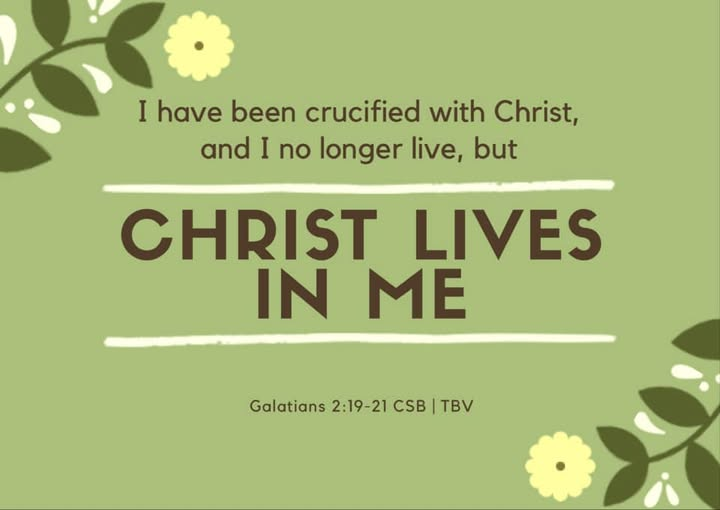 I have been crucified with Christ,
and I no longer live, but
CHRIST LIVES
IN ME
Galatians 2:19-21 CSB | TBV